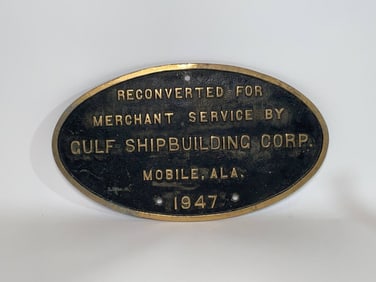 RECONVERTED FOR
MERCHANT SERVICE BY
GULF SHIPBUILDING CORP.
MOBILE, ALA.
1947